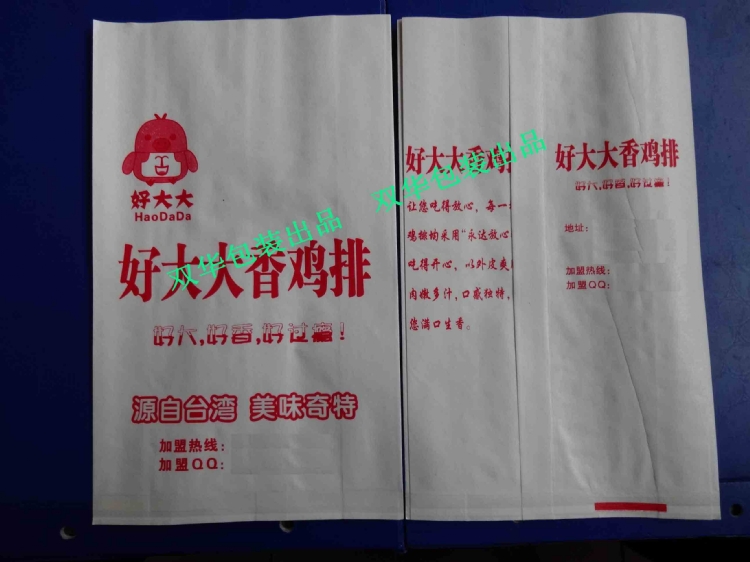 好大大
HaoDaDa
好大大香鸡排
好大,好香,好过瘾!
源自台湾 美味奇特
加盟热线:
加盟QQ:
好大大香鸡
让您吃得放心,每一
鸡排均采用“永达放心
吃得开心,以外皮爽
内嫩多汁,口感独特,
您满口生香。
好大大香鸡排
好大,好香,好过瘾!
地址:
加盟热线:
加盟QQ:
双华包装出品
双华包装出品